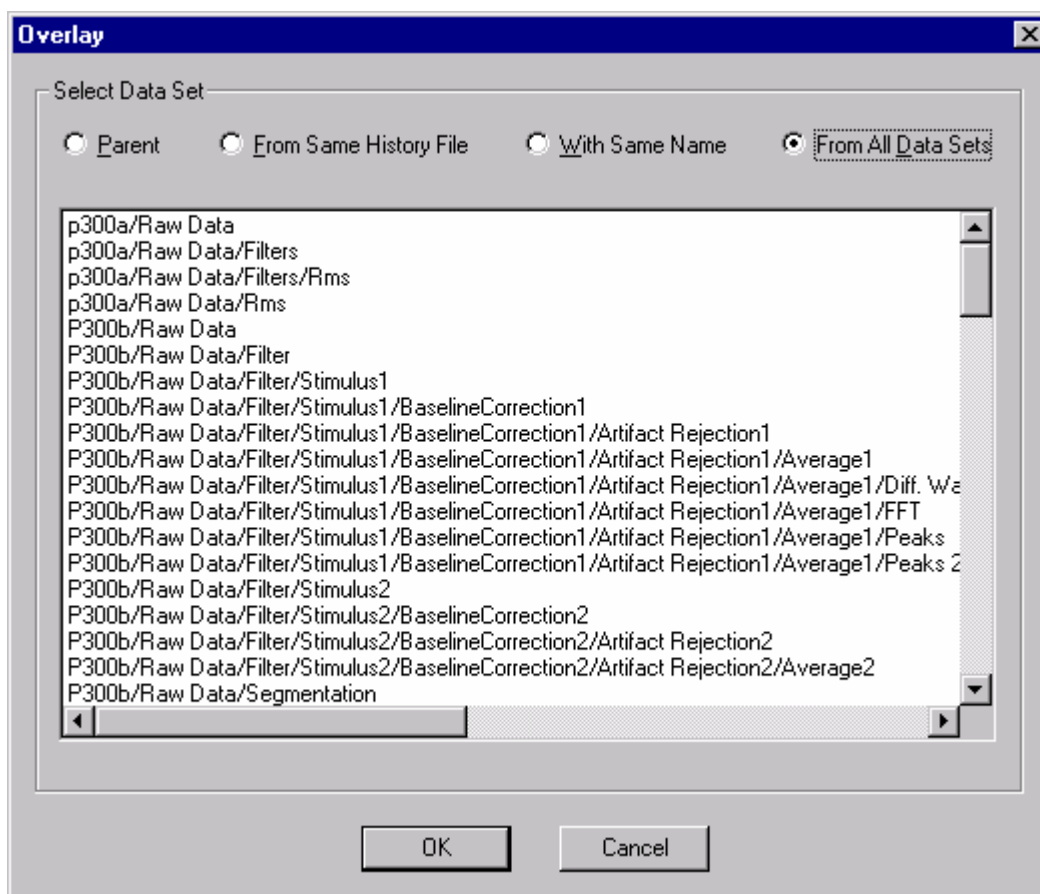 Overlay
Select Data Set
Parent From Same History File With Same Name From All Data Sets
p300a/Raw Data
p300a/Raw Data/Filters
p300a/Raw Data/Filters/Rms
p300a/Raw Data/Rms
P300b/Raw Data
P300b/Raw Data/Filter
P300b/Raw Data/Filter/Stimulus1
P300b/Raw Data/Filter/Stimulus1/BaselineCorrection1
P300b/Raw Data/Filter/Stimulus1/BaselineCorrection1/Artifact Rejection1
P300b/Raw Data/Filter/Stimulus1/BaselineCorrection1/Artifact Rejection1/Average1
P300b/Raw Data/Filter/Stimulus1/BaselineCorrection1/Artifact Rejection1/Average1/Diff. Wa
P300b/Raw Data/Filter/Stimulus1/BaselineCorrection1/Artifact Rejection1/Average1/FFT
P300b/Raw Data/Filter/Stimulus1/BaselineCorrection1/Artifact Rejection1/Average1/Peaks
P300b/Raw Data/Filter/Stimulus1/BaselineCorrection1/Artifact Rejection1/Average1/Peaks 2
P300b/Raw Data/Filter/Stimulus2
P300b/Raw Data/Filter/Stimulus2/BaselineCorrection2
P300b/Raw Data/Filter/Stimulus2/BaselineCorrection2/Artifact Rejection2
P300b/Raw Data/Filter/Stimulus2/BaselineCorrection2/Artifact Rejection2/Average2
P300b/Raw Data/Segmentation
OK Cancel